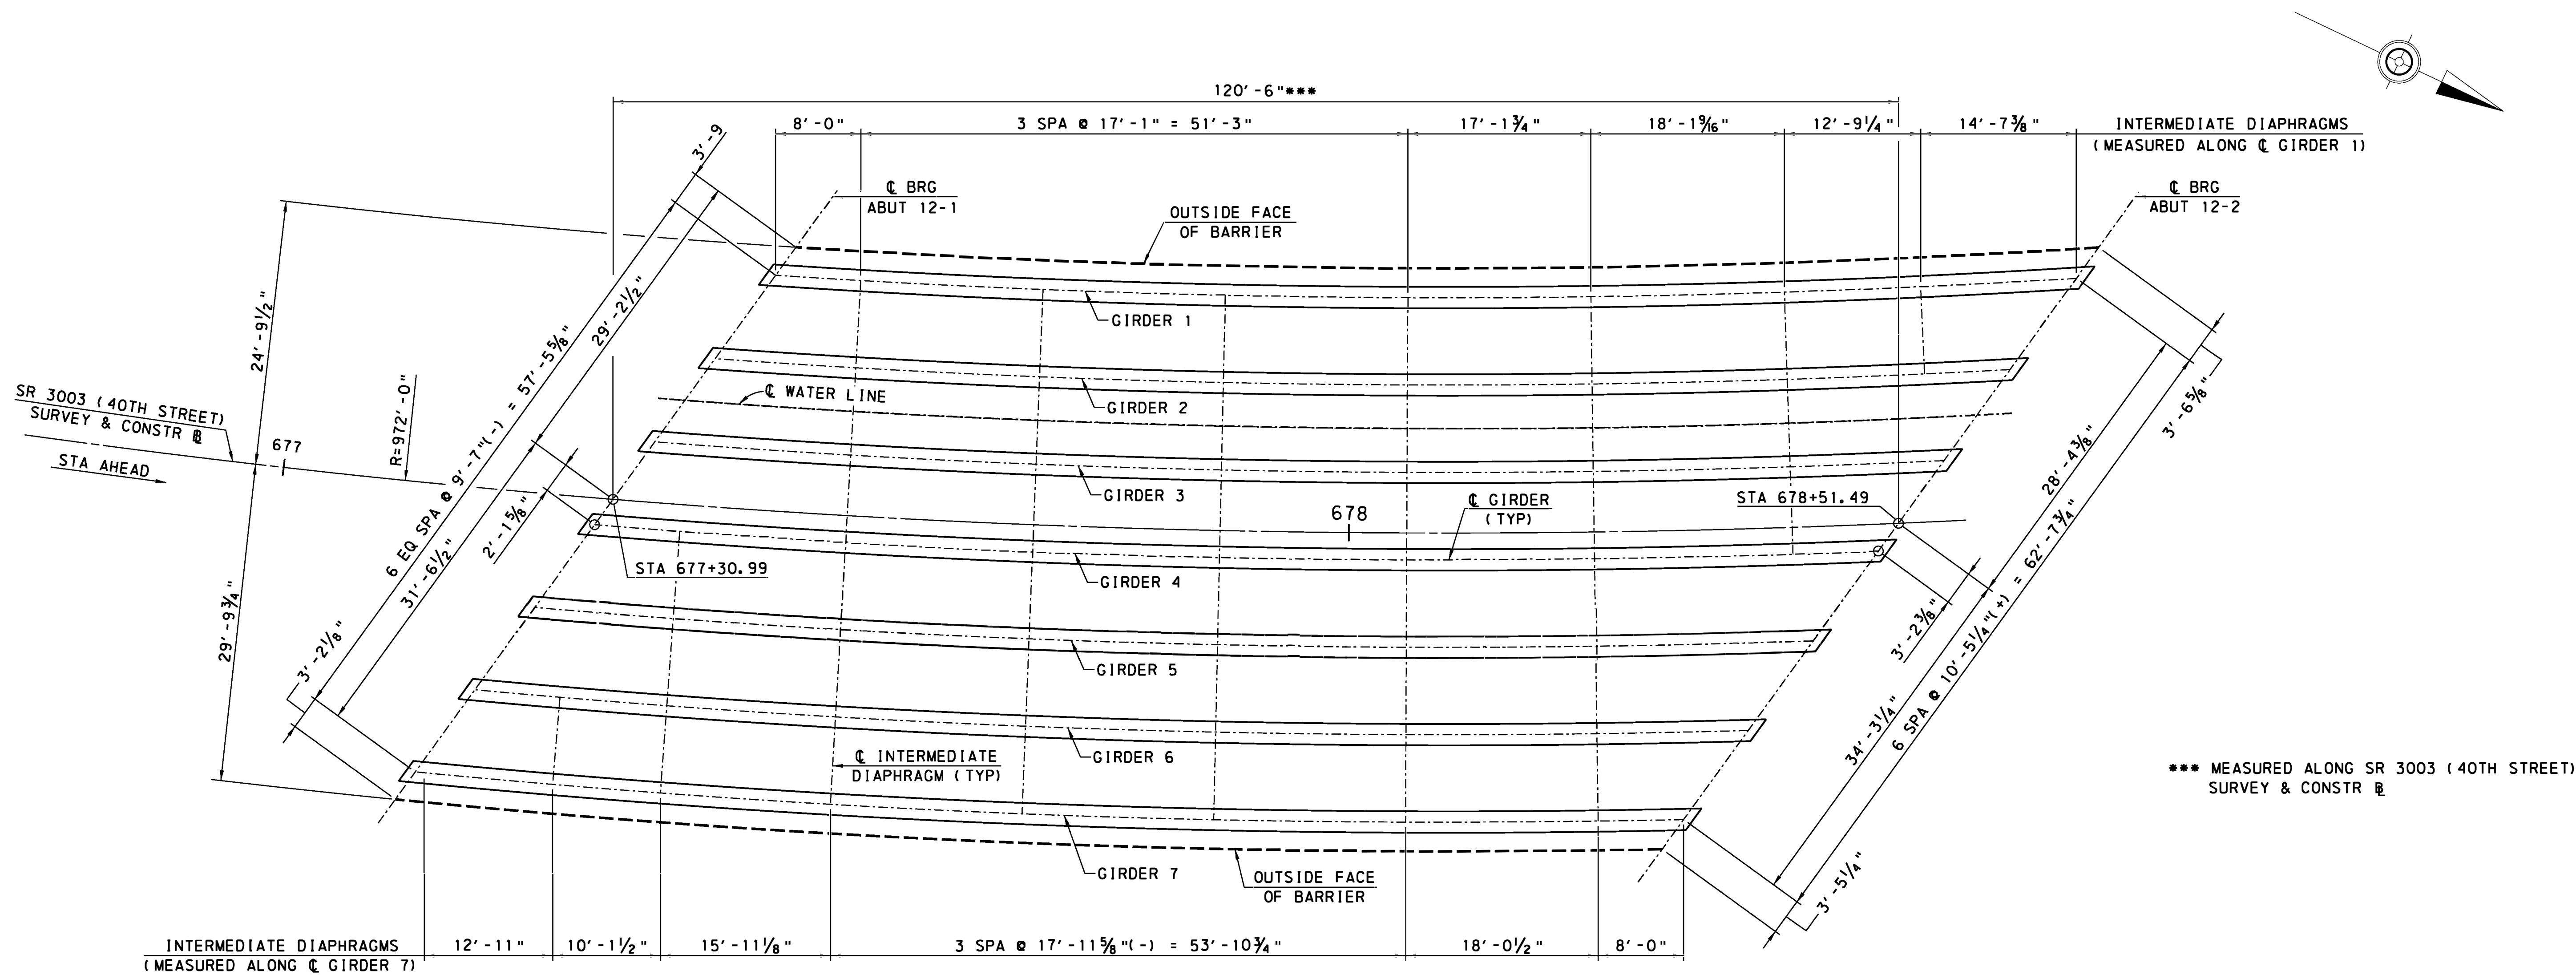 120'-6"***
8'-0"
3 SPA @ 17'-1" = 51'-3"
17'-1¾"
18'-1 9/16"
12'-9¼"
14'-7⅜"
INTERMEDIATE DIAPHRAGMS
(MEASURED ALONG ℄ GIRDER 1)
3'-9
℄ BRG
ABUT 12-1
OUTSIDE FACE
OF BARRIER
℄ BRG
ABUT 12-2
24'-9½"
29'-2½"
6 EQ SPA @ 9'-7"(-) = 57'-5⅝"
GIRDER 1
GIRDER 2
℄ WATER LINE
SR 3003 (40TH STREET)
SURVEY & CONSTR ⅊
STA AHEAD
677
R=972'-0"
GIRDER 3
3'-6⅝"
28'-4⅜"
℄ GIRDER
(TYP)
678
STA 678+51.49
31'-6½"
2'-1⅝"
STA 677+30.99
GIRDER 4
29'-9¾"
3'-2⅛"
3'-2⅜"
GIRDER 5
34'-3¼"
6 SPA @ 10'-5¼"(+) = 62'-7¾"
℄ INTERMEDIATE
DIAPHRAGM (TYP)
GIRDER 6
*** MEASURED ALONG SR 3003 (40TH STREET)
SURVEY & CONSTR ⅊
GIRDER 7
OUTSIDE FACE
OF BARRIER
3'-5¼"
INTERMEDIATE DIAPHRAGMS
(MEASURED ALONG ℄ GIRDER 7)
12'-11"
10'-1½"
15'-11⅛"
3 SPA @ 17'-11⅝"(-) = 53'-10¾"
18'-0½"
8'-0"